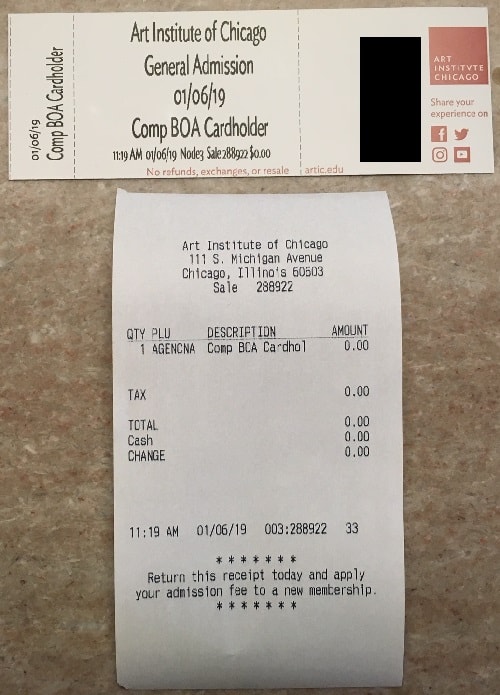 01/06/19
Comp BOA Cardholder
Art Institute of Chicago
General Admission
01/06/19
Comp BOA Cardholder
11:19 AM 01/06/19 Node3 Sale:288922 $0.00
No refunds, exchanges, or resale
artic.edu
ART
INSTITVTE
CHICAGO
Share your
experience on
Art Institute of Chicago
111 S. Michigan Avenue
Chicago, Illinois 60603
Sale 288922
QTY PLU DESCRIPTION AMOUNT
1 AGENCNA Comp BCA Cardhol 0.00
TAX 0.00
TOTAL 0.00
Cash 0.00
CHANGE 0.00
11:19 AM 01/06/19 003:288922 33
* * * * * * *
Return this receipt today and apply
your admission fee to a new membership.
* * * * * * *